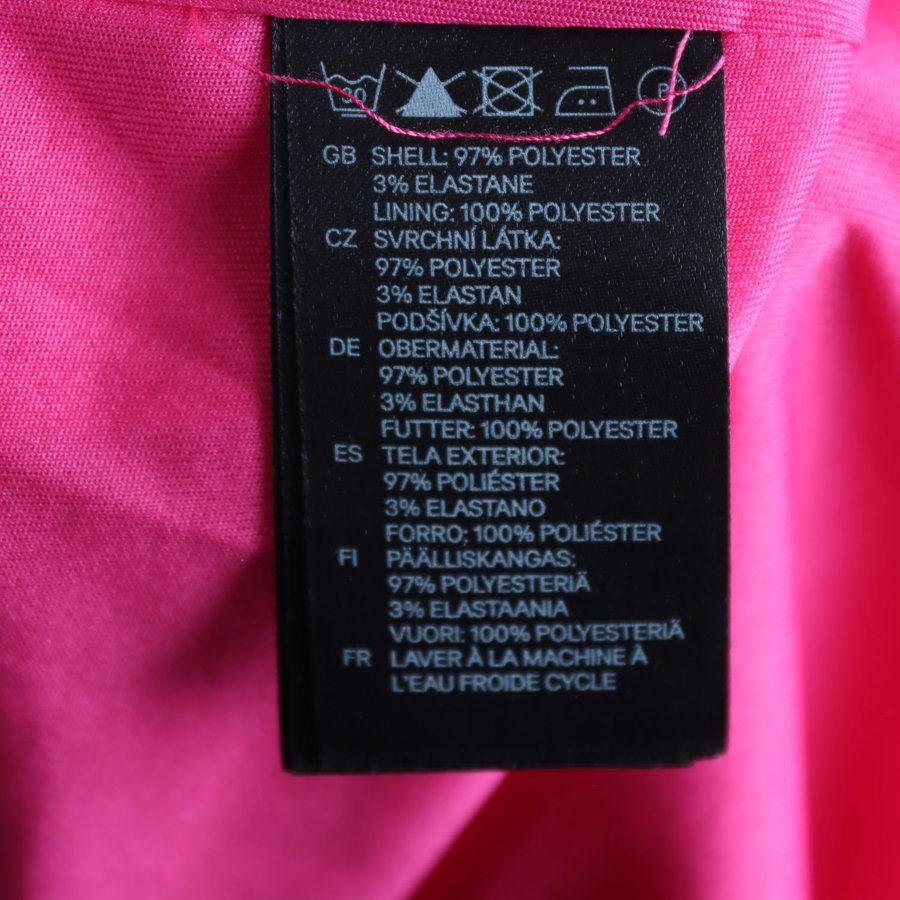 30 P
GB SHELL: 97% POLYESTER
3% ELASTANE
LINING: 100% POLYESTER
CZ SVRCHNÍ LÁTKA:
97% POLYESTER
3% ELASTAN
PODŠÍVKA: 100% POLYESTER
DE OBERMATERIAL:
97% POLYESTER
3% ELASTHAN
FUTTER: 100% POLYESTER
ES TELA EXTERIOR:
97% POLIÉSTER
3% ELASTANO
FORRO: 100% POLIÉSTER
FI PÄÄLLISKANGAS:
97% POLYESTERIÄ
3% ELASTAANIA
VUORI: 100% POLYESTERIÄ
FR LAVER À LA MACHINE À
L'EAU FROIDE CYCLE